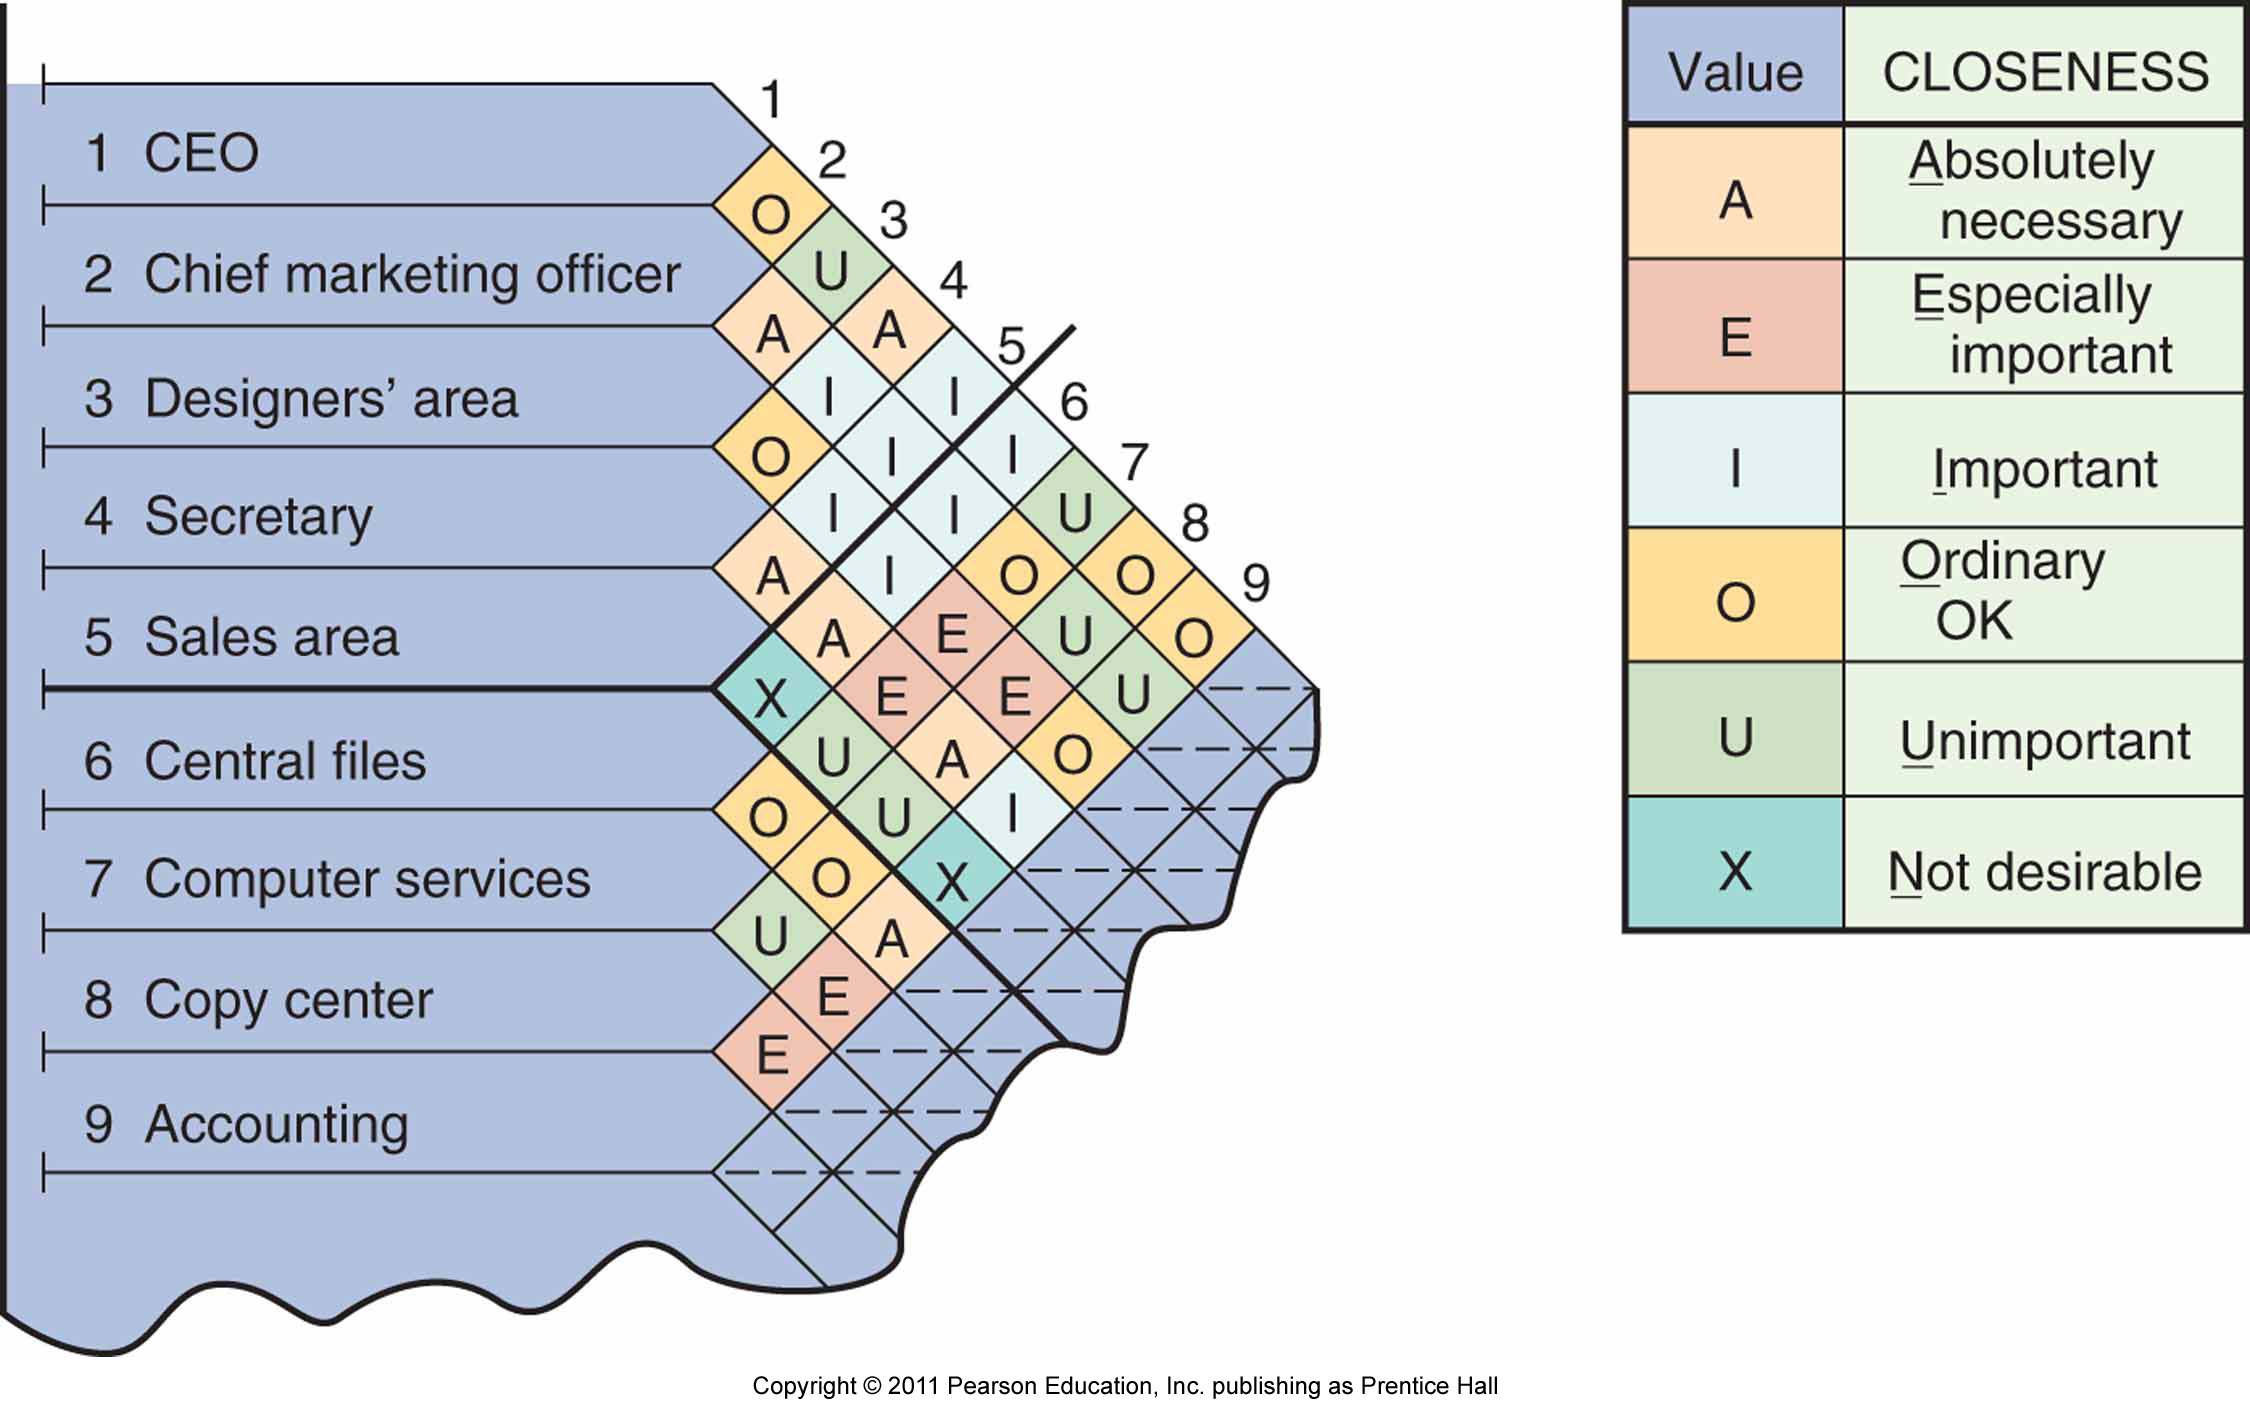 1
1 CEO
2
O
3
2 Chief marketing officer
U
4
A
A
5
3 Designers’ area
I
I
6
O
I
I
7
4 Secretary
I
I
U
8
A
I
O
O
9
5 Sales area
A
E
U
O
X
E
E
U
6 Central files
U
A
O
O
U
I
7 Computer services
O
X
U
A
8 Copy center
E
E
9 Accounting
Value CLOSENESS
A Absolutely
necessary
E Especially
important
I Important
O Ordinary
OK
U Unimportant
X Not desirable
Copyright © 2011 Pearson Education, Inc. publishing as Prentice Hall